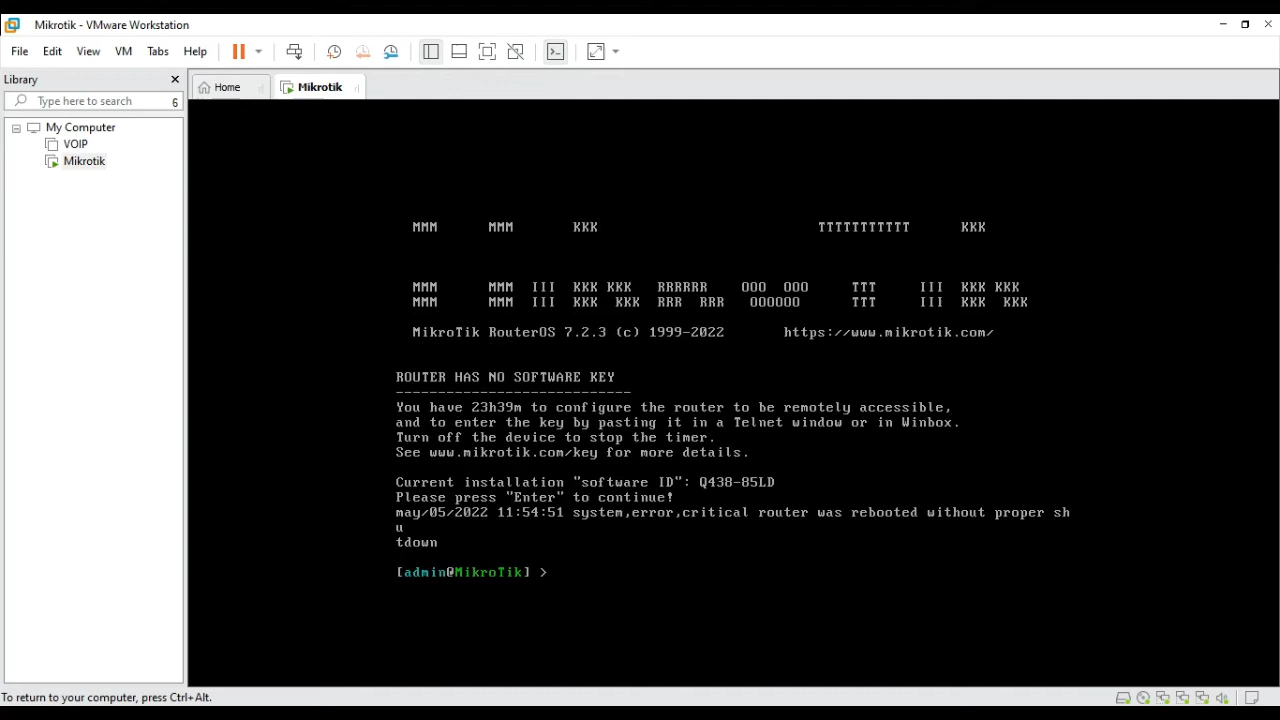 Mikrotik - VMware Workstation
File Edit View VM Tabs Help
Library
Home
Mikrotik
Type here to search
6
My Computer
VOIP
Mikrotik
MMM MMM KKK TTTTTTTTTTT KKK
MMM MMM III KKK KKK RRRRRR OOO OOO TTT III KKK KKK
MMM MMM III KKK KKK RRR RRR OOOOOO TTT III KKK KKK
MikroTik RouterOS 7.2.3 (c) 1999-2022 https://www.mikrotik.com/
ROUTER HAS NO SOFTWARE KEY
----------------------------
You have 23h39m to configure the router to be remotely accessible,
and to enter the key by pasting it in a Telnet window or in Winbox.
Turn off the device to stop the timer.
See www.mikrotik.com/key for more details.
Current installation "software ID": Q438-85LD
Please press "Enter" to continue!
may/05/2022 11:54:51 system,error,critical router was rebooted without proper sh
u
tdown
[admin@MikroTik] >
To return to your computer, press Ctrl+Alt.